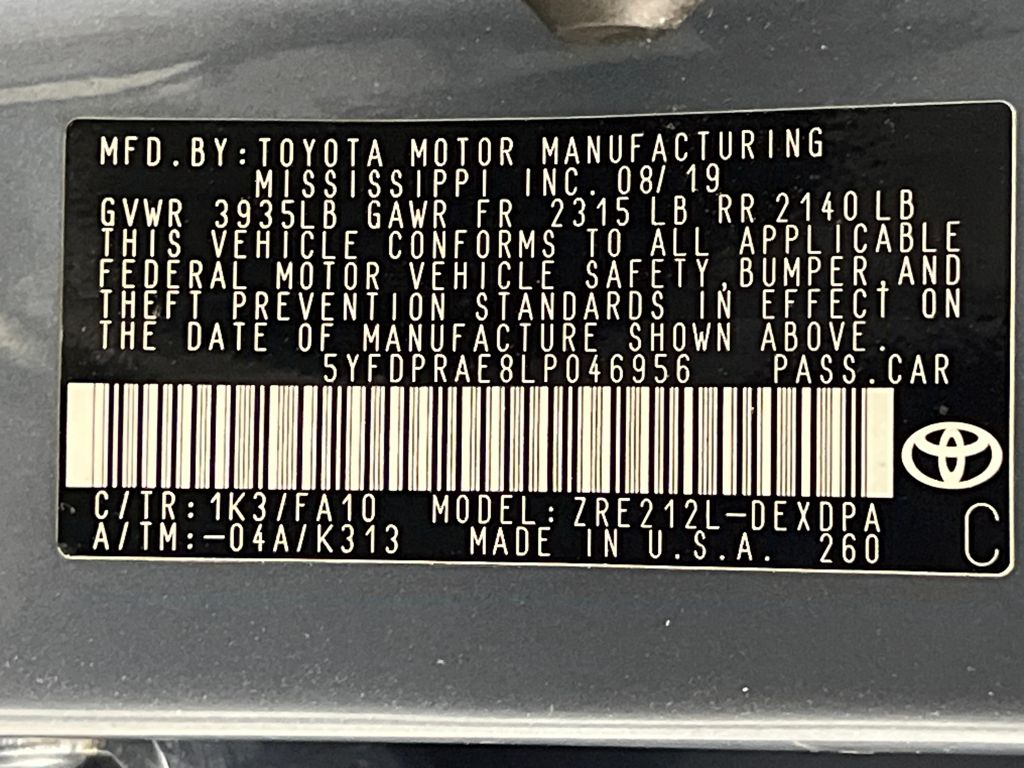 MFD.BY:TOYOTA MOTOR MANUFACTURING
MISSISSIPPI INC. 08/19
GVWR 3935LB GAWR FR 2315 LB RR 2140 LB
THIS VEHICLE CONFORMS TO ALL APPLICABLE
FEDERAL MOTOR VEHICLE SAFETY,BUMPER,AND
THEFT PREVENTION STANDARDS IN EFFECT ON
THE DATE OF MANUFACTURE SHOWN ABOVE.
5YFDPRAE8LP046956 PASS.CAR
C/TR:1K3/FA10 MODEL:ZRE212L-DEXDPA
A/TM:-04A/K313 MADE IN U.S.A. 260
C